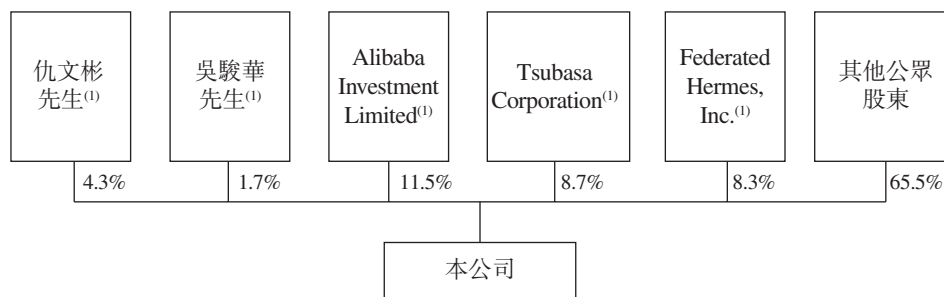 仇文彬
先生(1)
吳駿華
先生(1)
Alibaba
Investment
Limited(1)
Tsubasa
Corporation(1)
Federated
Hermes,
Inc.(1)
其他公眾
股東
4.3%
1.7%
11.5%
8.7%
8.3%
65.5%
本公司